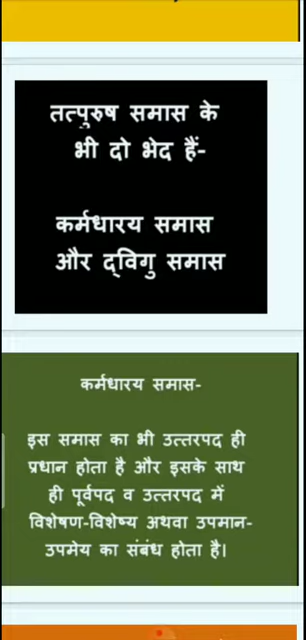 तत्पुरुष समास के
भी दो भेद हैं-
कर्मधारय समास
और द्विगु समास
कर्मधारय समास-
इस समास का भी उत्तरपद ही
प्रधान होता है और इसके साथ
ही पूर्वपद व उत्तरपद में
विशेषण-विशेष्य अथवा उपमान-
उपमेय का संबंध होता है।